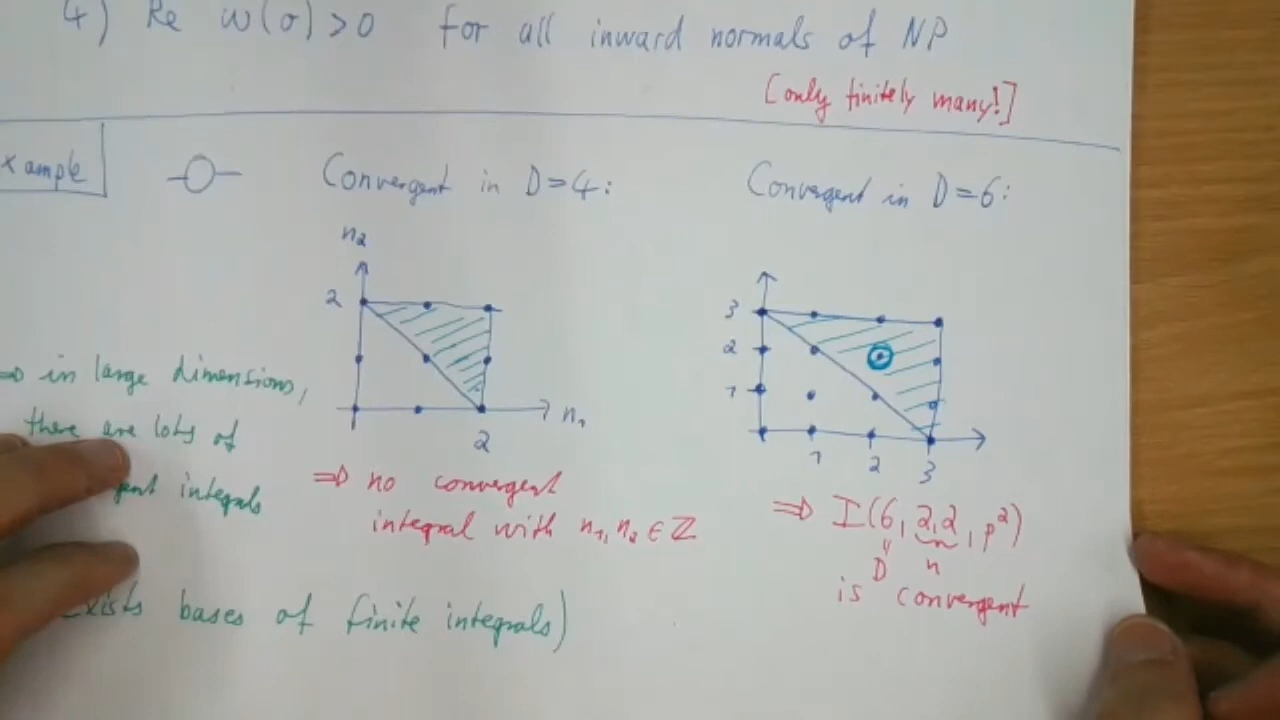 4) Re ω(σ) > 0 for all inward normals of NP
[only finitely many!]
xample
Convergent in D=4:
n₂
2
n₁
2
Convergent in D=6:
3
2
1
1 2 3
⇒ in large dimensions,
there are lots of
gent integrals
⇒ no convergent
integral with n₁, n₂ ∈ ℤ
⇒ I(6, 2,2, p²)
D n
is convergent
xists bases of finite integrals)